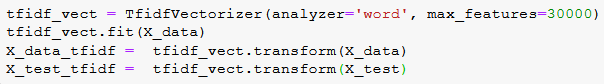 tfidf_vect = TfidfVectorizer(analyzer='word', max_features=30000)
tfidf_vect.fit(X_data)
X_data_tfidf =  tfidf_vect.transform(X_data)
X_test_tfidf =  tfidf_vect.transform(X_test)